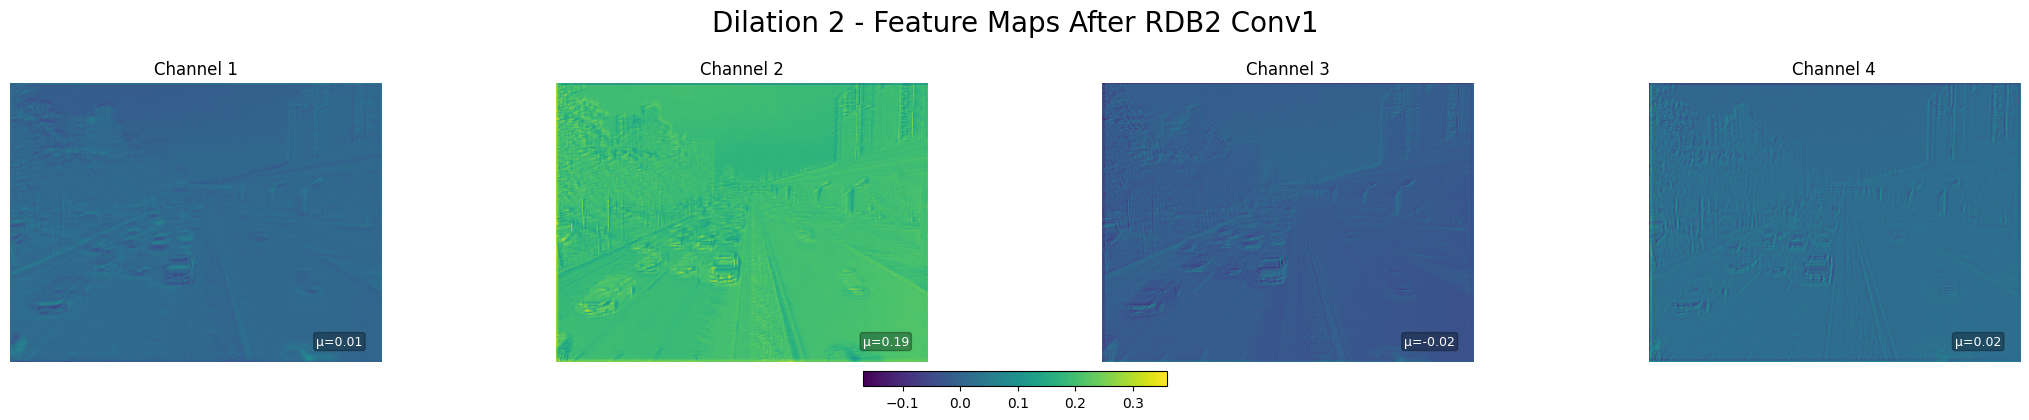 Dilation 2 - Feature Maps After RDB2 Conv1
Channel 1
Channel 2
Channel 3
Channel 4
μ=0.01
μ=0.19
μ=-0.02
μ=0.02
−0.1 0.0 0.1 0.2 0.3